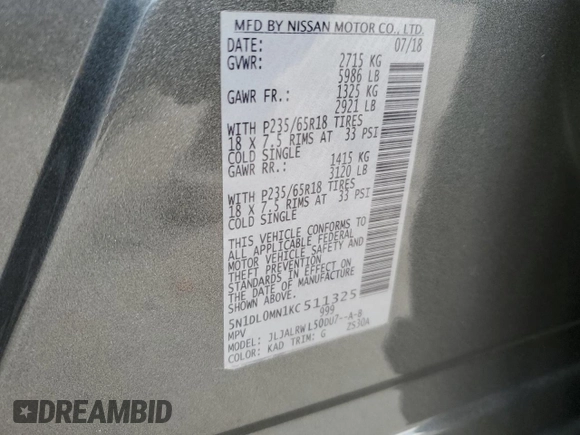 MFD BY NISSAN MOTOR CO., LTD.
DATE: 07/18
GVWR: 2715 KG
5986 LB
GAWR FR.: 1325 KG
2921 LB
WITH P235/65R18 TIRES
18 X 7.5 RIMS AT 33 PSI
COLD SINGLE
GAWR RR.: 1415 KG
3120 LB
WITH P235/65R18 TIRES
18 X 7.5 RIMS AT 33 PSI
COLD SINGLE
THIS VEHICLE CONFORMS TO
ALL APPLICABLE FEDERAL
MOTOR VEHICLE SAFETY AND
THEFT PREVENTION
STANDARDS IN EFFECT ON
THE DATE OF MANUFACTURE
SHOWN ABOVE.
5N1DL0MN1KC511325
MPV 999
MODEL: JLJALRWL50UU7--A-8
COLOR: KAD TRIM: G ZS30A
DREAMBID